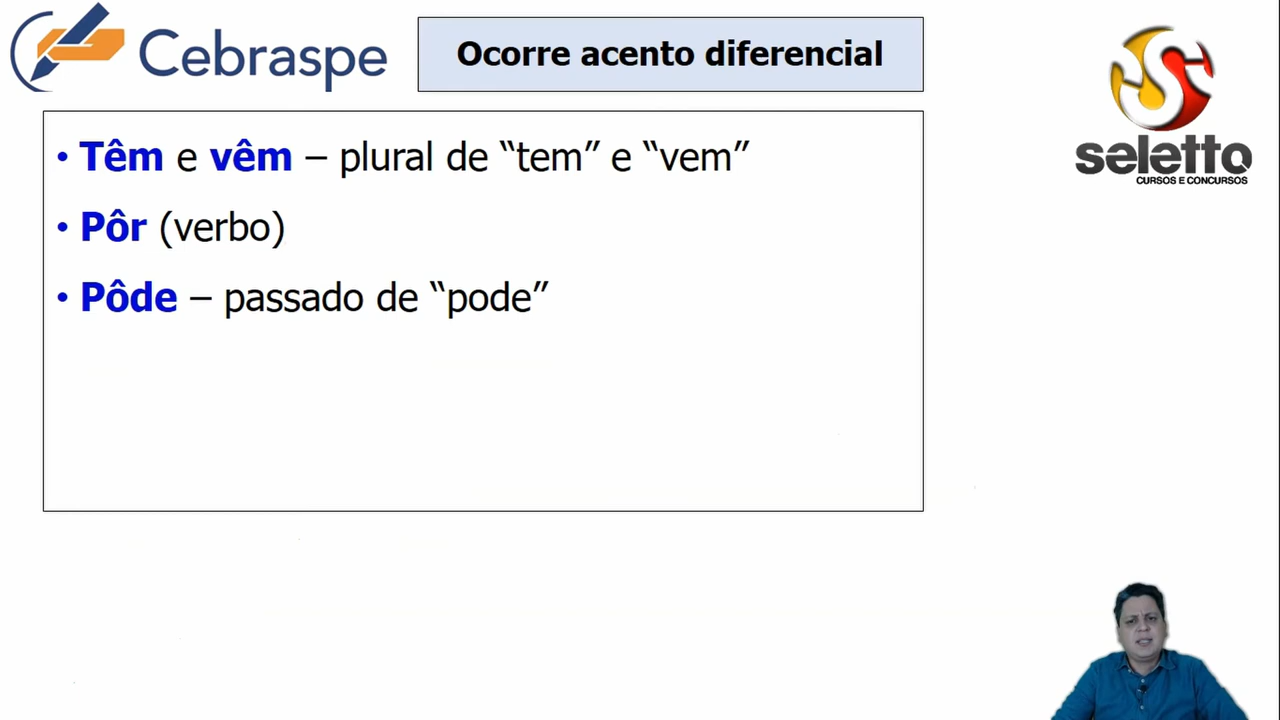 Cebraspe
Ocorre acento diferencial
seletto
CURSOS E CONCURSOS
• Têm e vêm – plural de “tem” e “vem”
• Pôr (verbo)
• Pôde – passado de “pode”